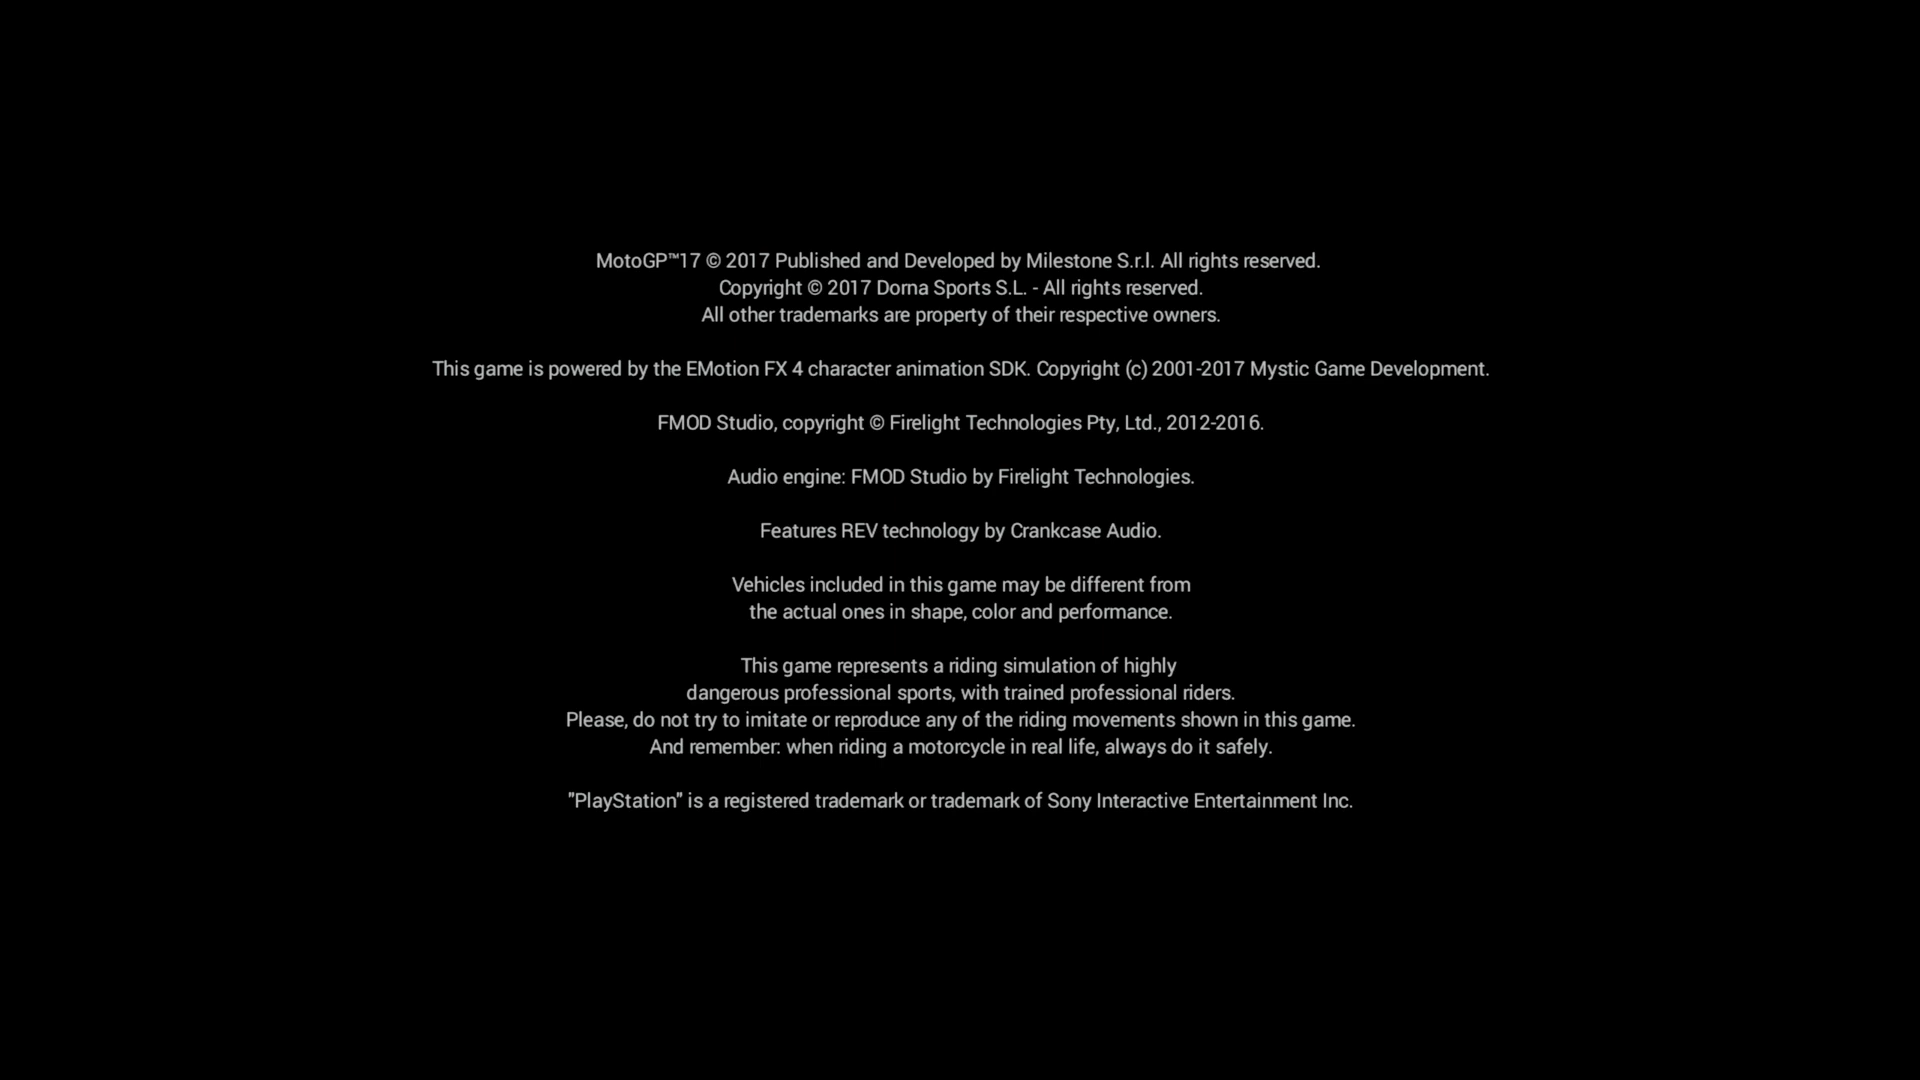 MotoGP™17 © 2017 Published and Developed by Milestone S.r.l. All rights reserved.
Copyright © 2017 Dorna Sports S.L. - All rights reserved.
All other trademarks are property of their respective owners.
This game is powered by the EMotion FX 4 character animation SDK. Copyright (c) 2001-2017 Mystic Game Development.
FMOD Studio, copyright © Firelight Technologies Pty, Ltd., 2012-2016.
Audio engine: FMOD Studio by Firelight Technologies.
Features REV technology by Crankcase Audio.
Vehicles included in this game may be different from
the actual ones in shape, color and performance.
This game represents a riding simulation of highly
dangerous professional sports, with trained professional riders.
Please, do not try to imitate or reproduce any of the riding movements shown in this game.
And remember: when riding a motorcycle in real life, always do it safely.
"PlayStation" is a registered trademark or trademark of Sony Interactive Entertainment Inc.